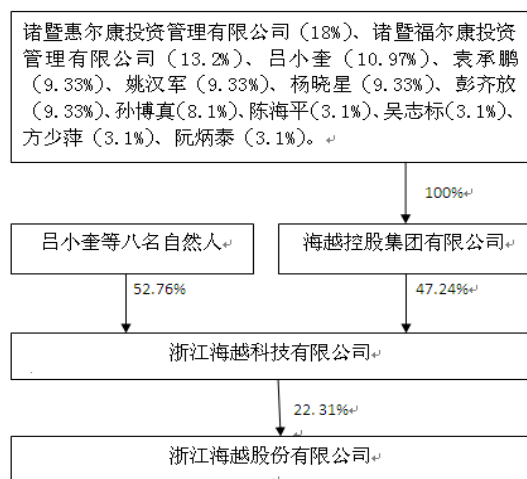 诸暨惠尔康投资管理有限公司（18%）、诸暨福尔康投资
管理有限公司（13.2%）、吕小奎（10.97%）、袁承鹏
（9.33%）、姚汉军（9.33%）、杨晓星（9.33%）、彭齐放
（9.33%）、孙博真(8.1%)、陈海平(3.1%)、吴志标(3.1%)、
方少萍（3.1%）、阮炳泰（3.1%）。
100%
吕小奎等八名自然人
海越控股集团有限公司
52.76%
47.24%
浙江海越科技有限公司
22.31%
浙江海越股份有限公司